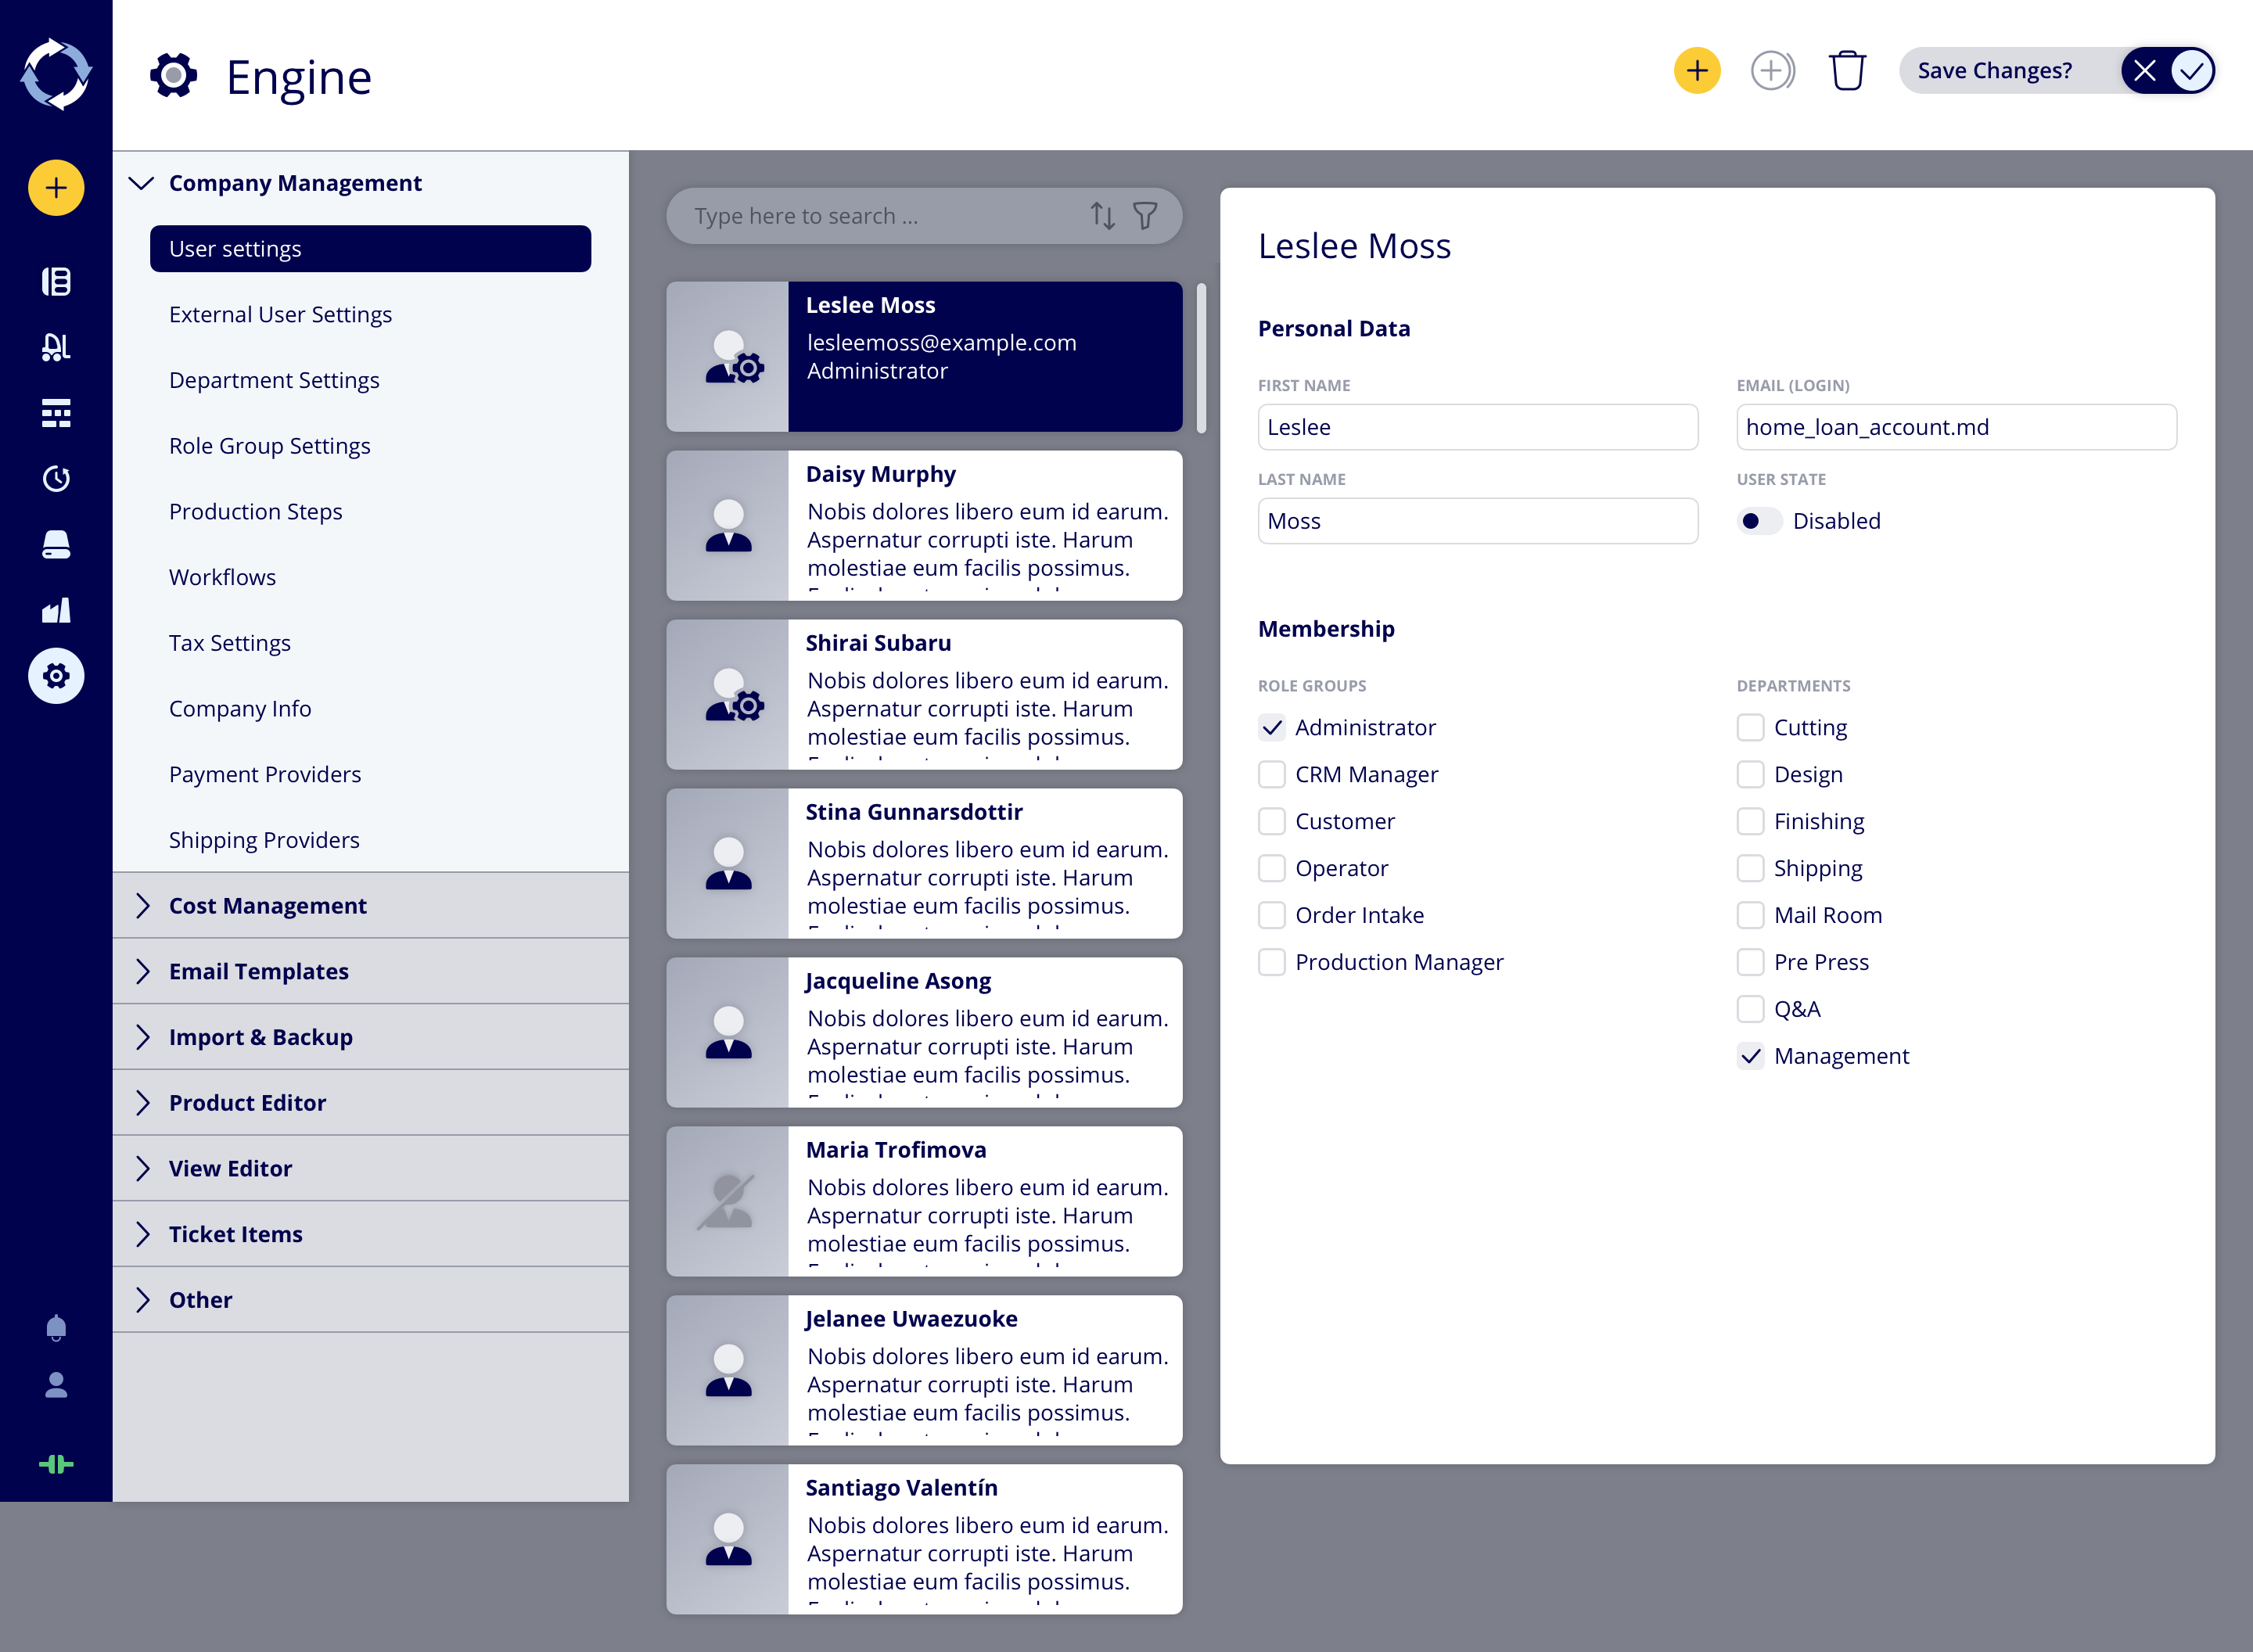 Engine
Save Changes?
Company Management
User settings
External User Settings
Department Settings
Role Group Settings
Production Steps
Workflows
Tax Settings
Company Info
Payment Providers
Shipping Providers
Cost Management
Email Templates
Import & Backup
Product Editor
View Editor
Ticket Items
Other
Type here to search ...
Leslee Moss
lesleemoss@example.com
Administrator
Daisy Murphy
Nobis dolores libero eum id earum.
Aspernatur corrupti iste. Harum
molestiae eum facilis possimus.
Shirai Subaru
Nobis dolores libero eum id earum.
Aspernatur corrupti iste. Harum
molestiae eum facilis possimus.
Stina Gunnarsdottir
Nobis dolores libero eum id earum.
Aspernatur corrupti iste. Harum
molestiae eum facilis possimus.
Jacqueline Asong
Nobis dolores libero eum id earum.
Aspernatur corrupti iste. Harum
molestiae eum facilis possimus.
Maria Trofimova
Nobis dolores libero eum id earum.
Aspernatur corrupti iste. Harum
molestiae eum facilis possimus.
Jelanee Uwaezuoke
Nobis dolores libero eum id earum.
Aspernatur corrupti iste. Harum
molestiae eum facilis possimus.
Santiago Valentín
Nobis dolores libero eum id earum.
Aspernatur corrupti iste. Harum
molestiae eum facilis possimus.
Leslee Moss
Personal Data
FIRST NAME
Leslee
EMAIL (LOGIN)
home_loan_account.md
LAST NAME
Moss
USER STATE
Disabled
Membership
ROLE GROUPS
Administrator
CRM Manager
Customer
Operator
Order Intake
Production Manager
DEPARTMENTS
Cutting
Design
Finishing
Shipping
Mail Room
Pre Press
Q&A
Management